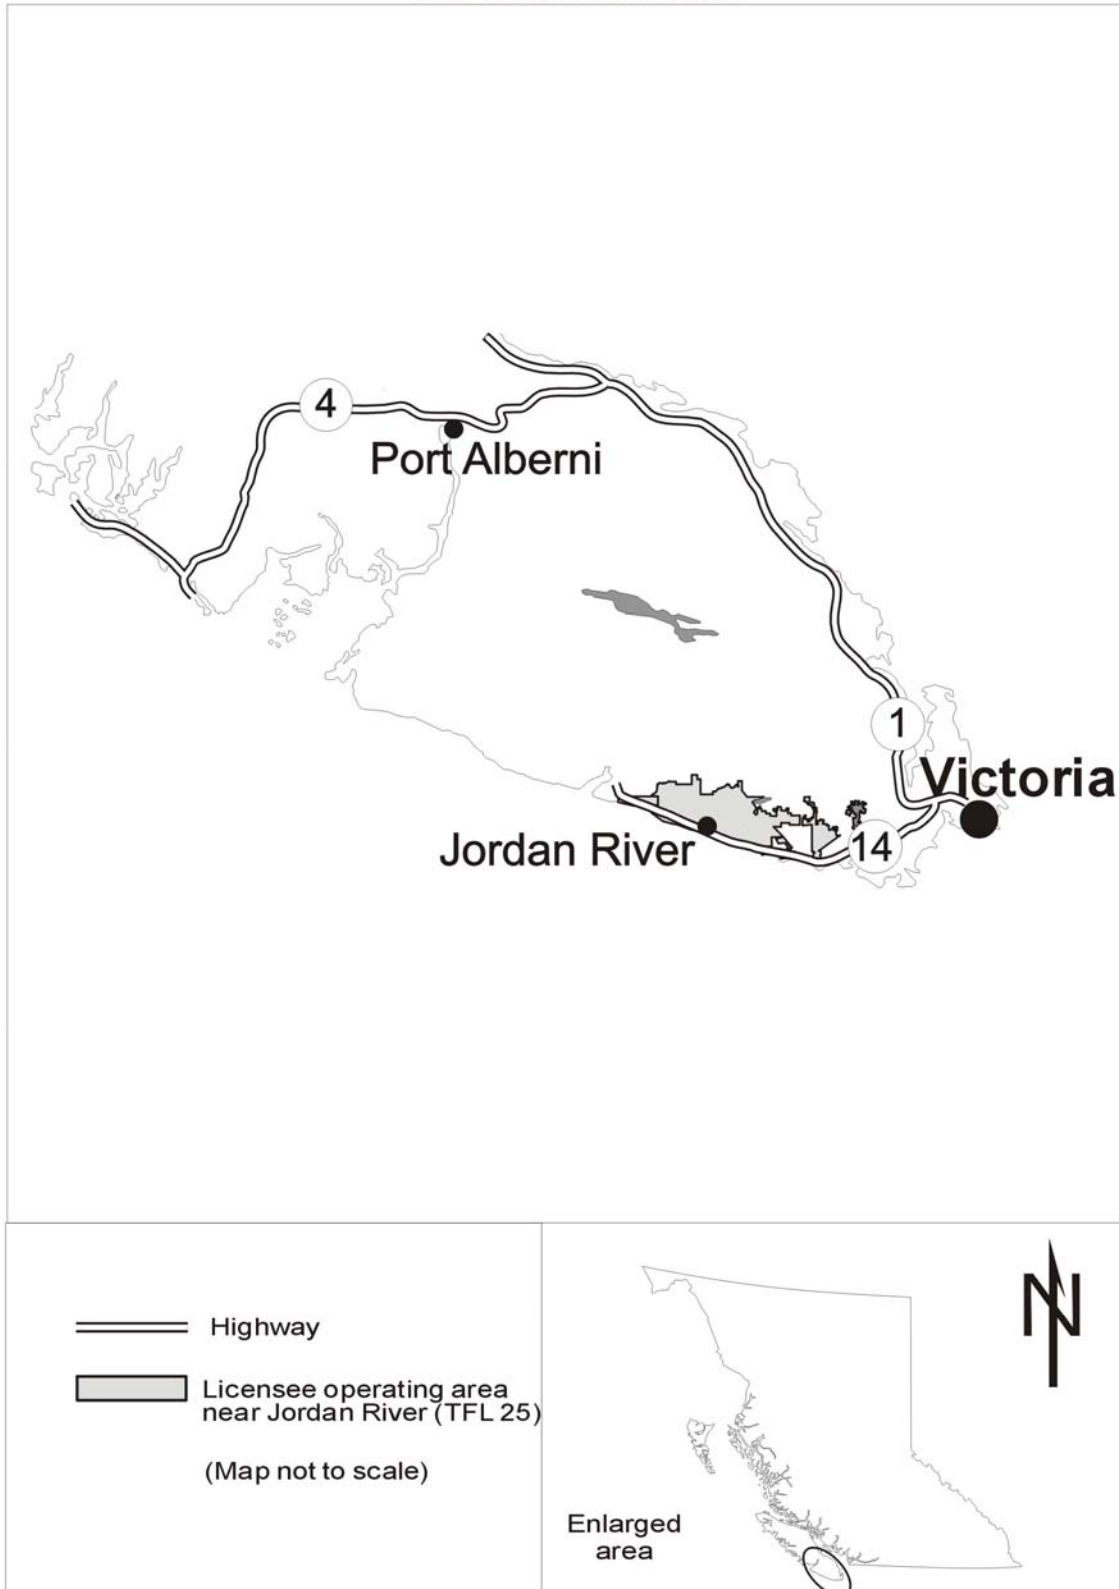 4
Port Alberni
1
Victoria
Jordan River
14
Highway
Licensee operating area
near Jordan River (TFL 25)
(Map not to scale)
N
Enlarged
area